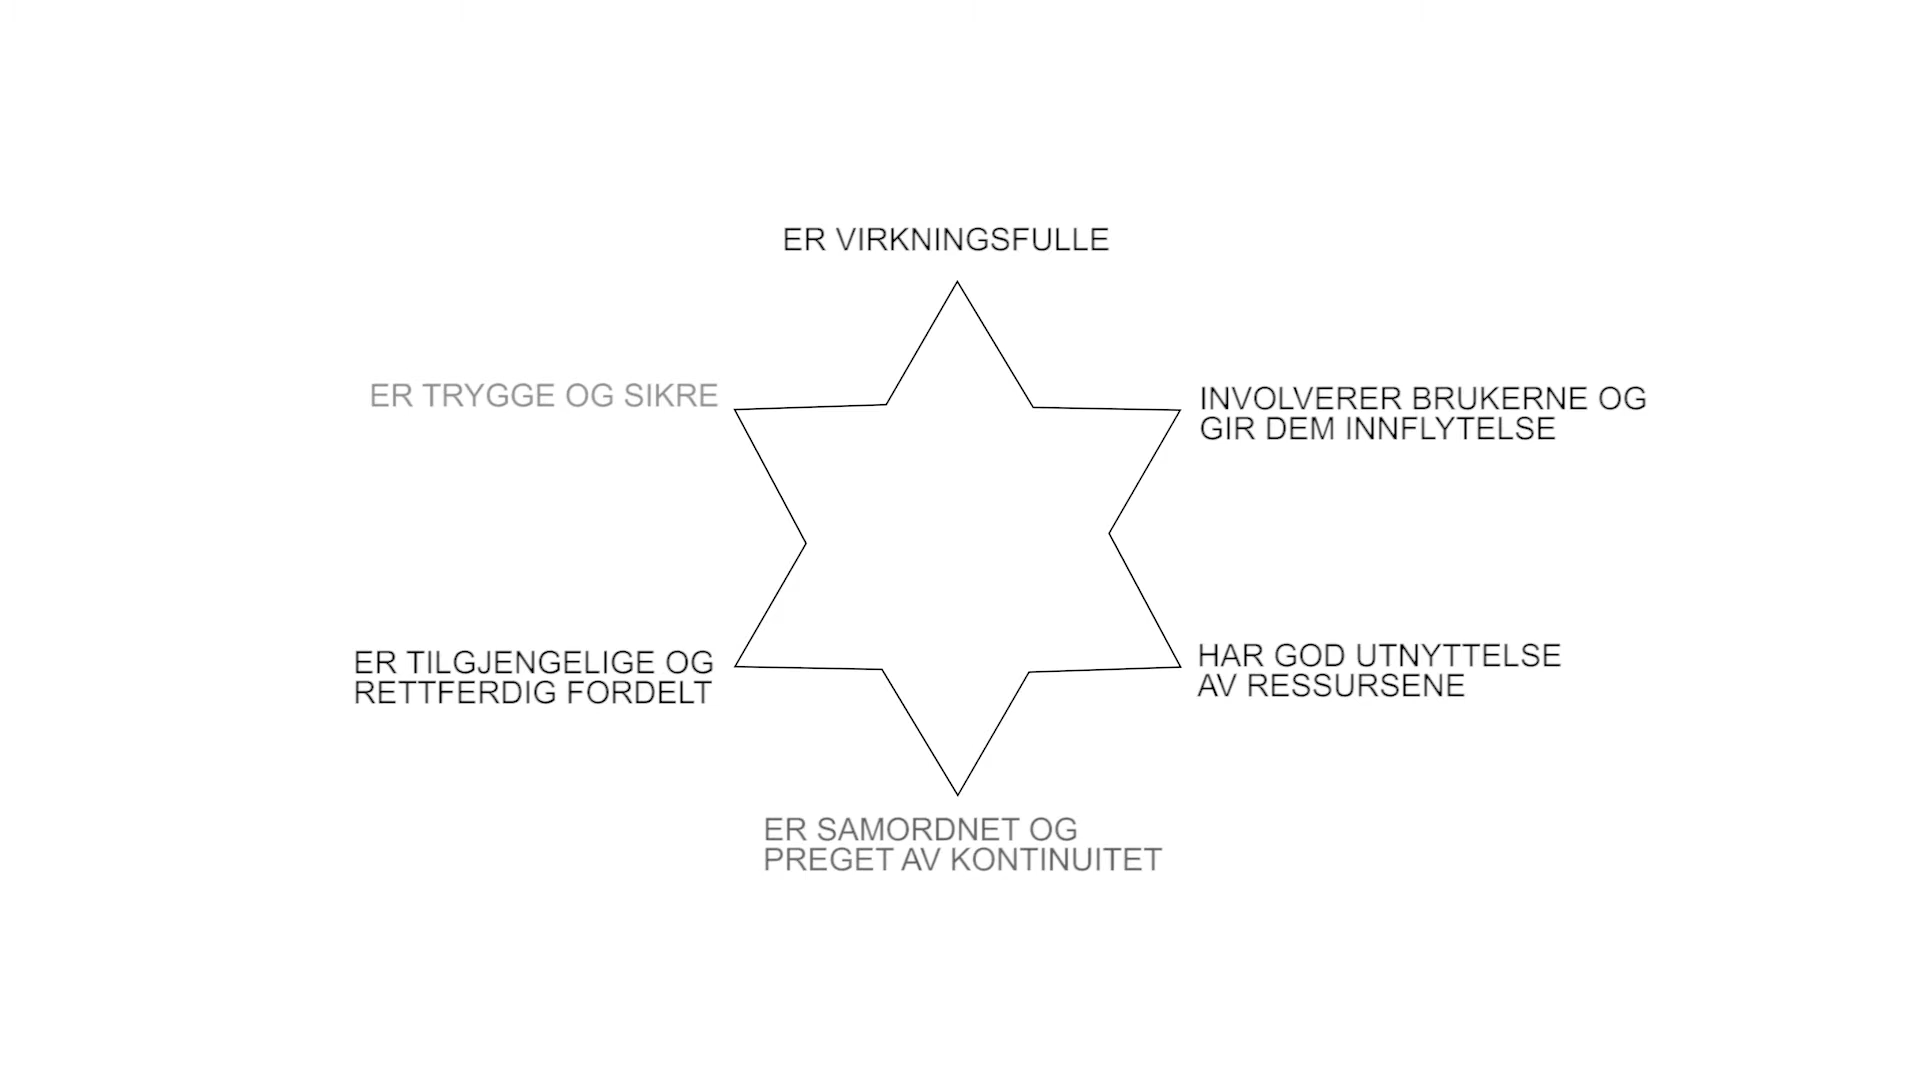 ER VIRKNINGSFULLE
ER TRYGGE OG SIKRE
INVOLVERER BRUKERNE OG
GIR DEM INNFLYTELSE
ER TILGJENGELIGE OG
RETTFERDIG FORDELT
HAR GOD UTNYTTELSE
AV RESSURSENE
ER SAMORDNET OG
PREGET AV KONTINUITET